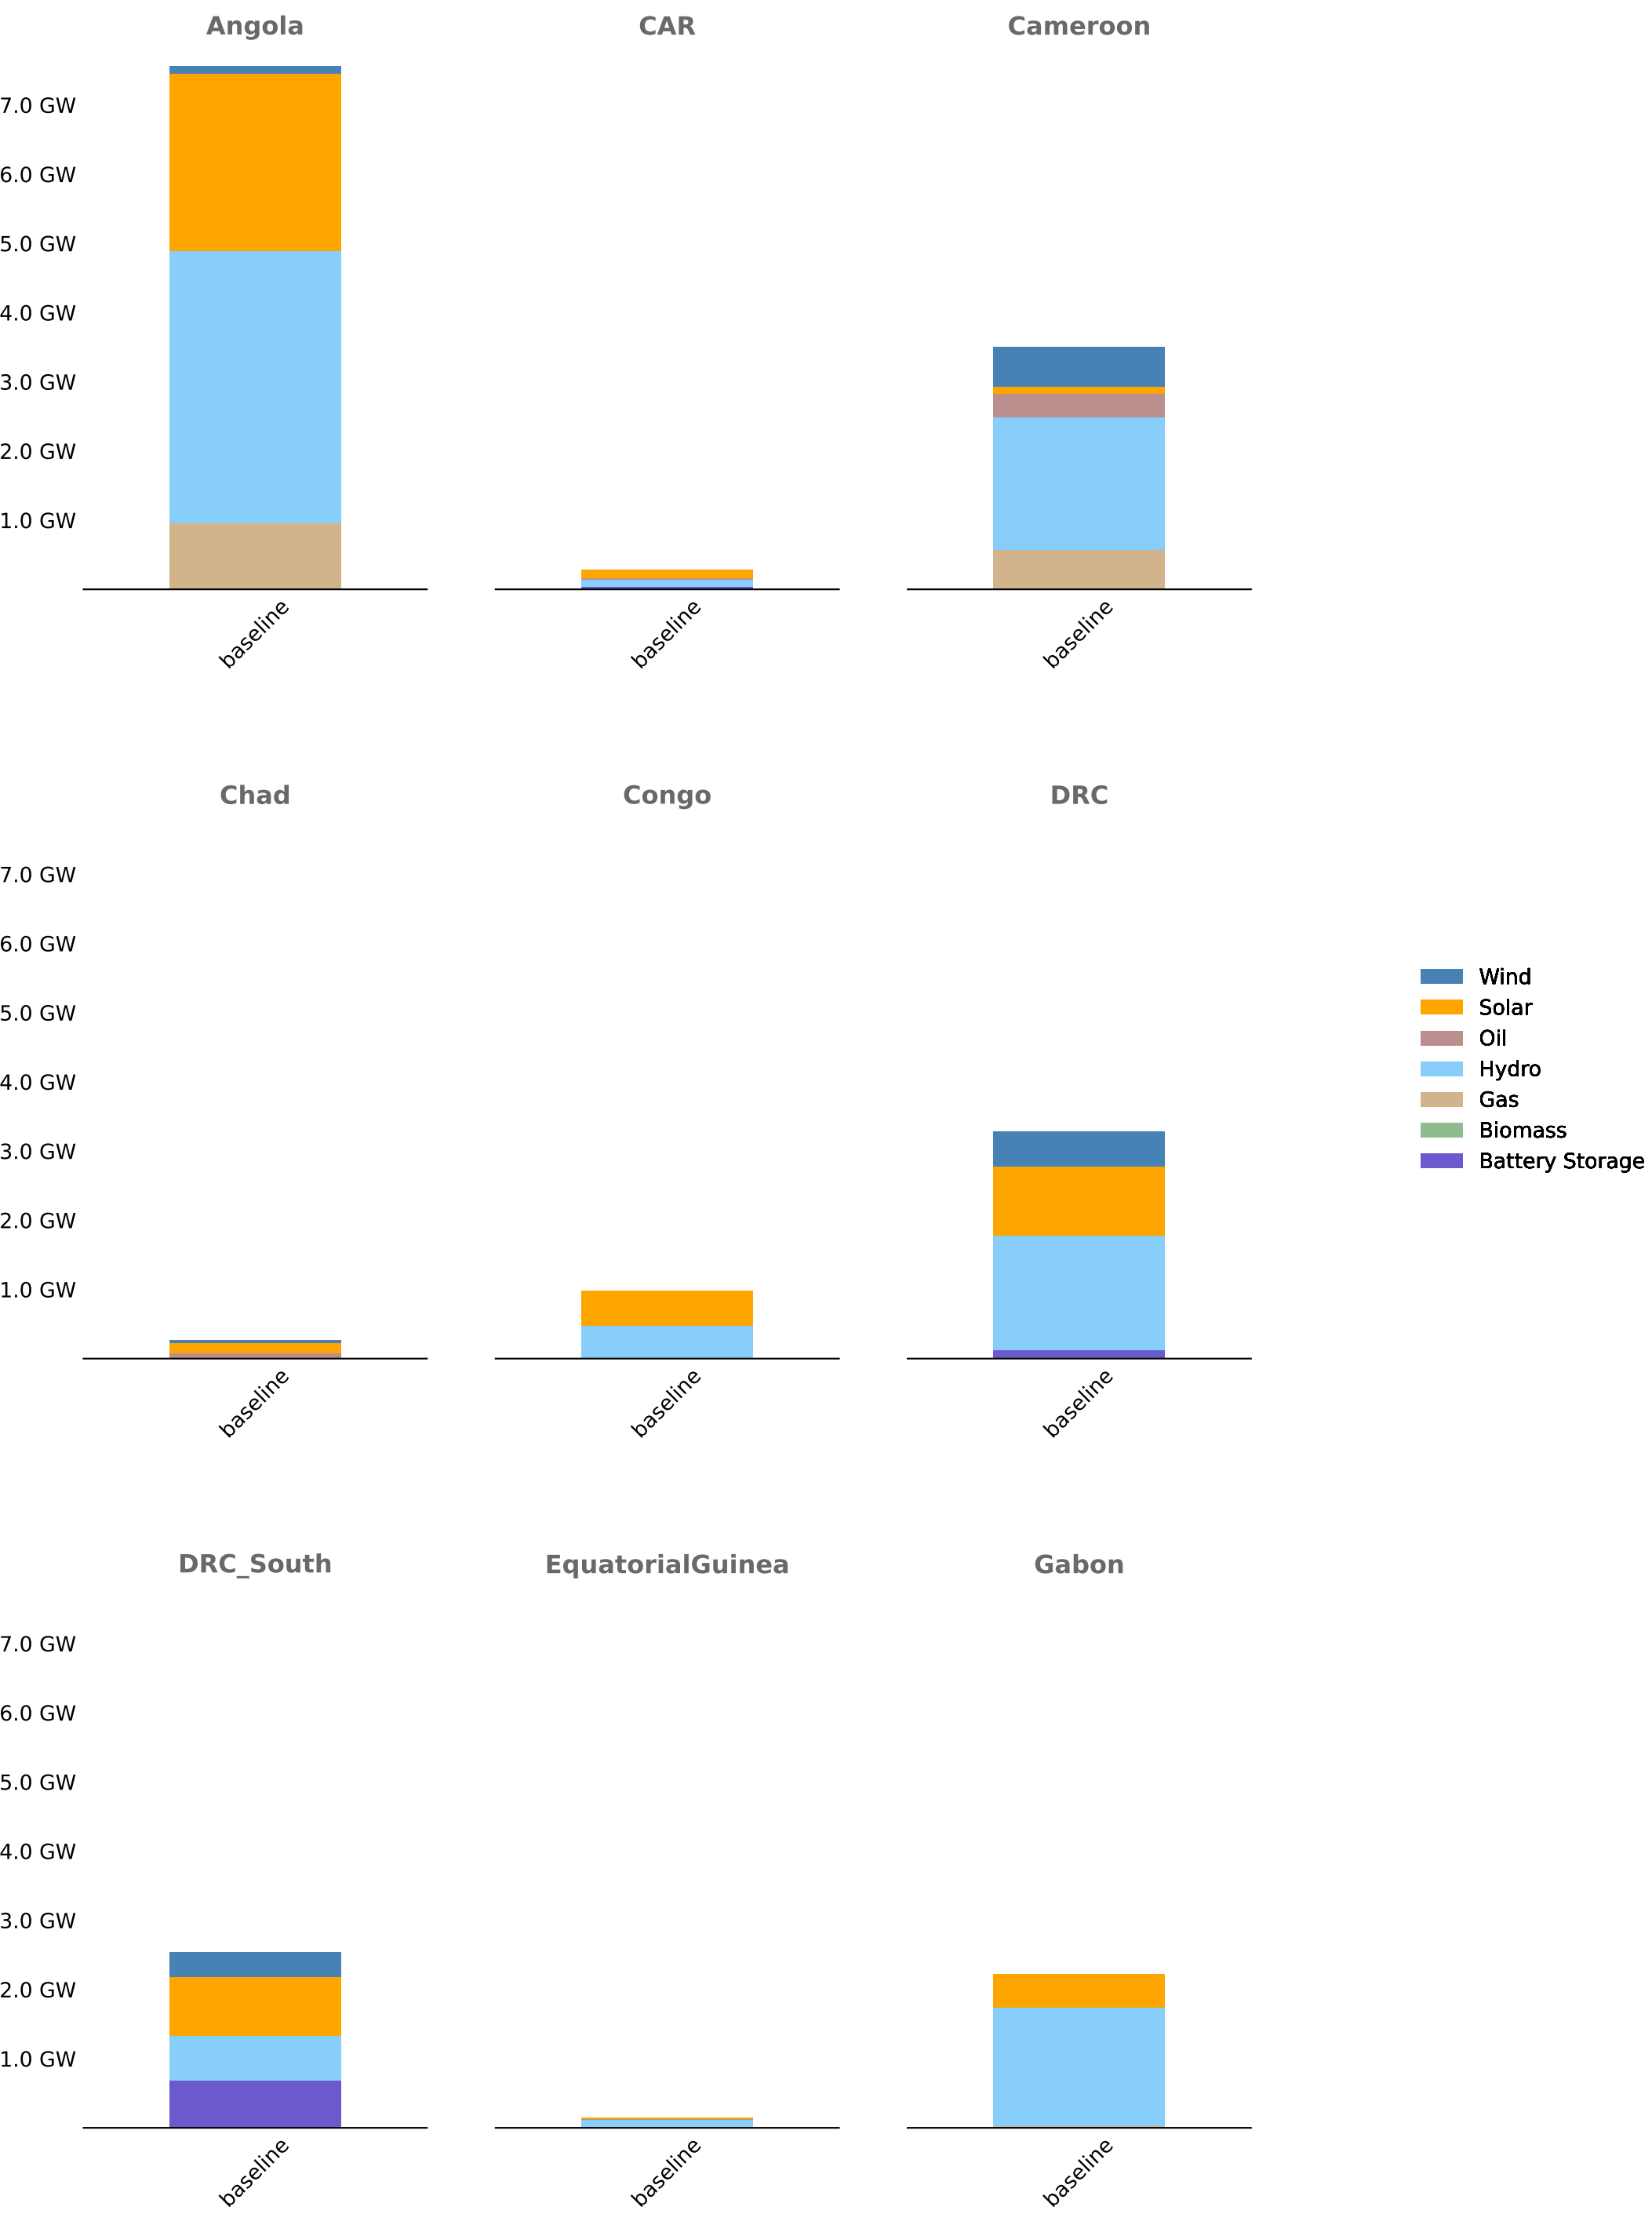 Angola
CAR
Cameroon
7.0 GW
6.0 GW
5.0 GW
4.0 GW
3.0 GW
2.0 GW
1.0 GW
baseline
baseline
baseline
Chad
Congo
DRC
7.0 GW
6.0 GW
5.0 GW
4.0 GW
3.0 GW
2.0 GW
1.0 GW
baseline
baseline
baseline
Wind
Solar
Oil
Hydro
Gas
Biomass
Battery Storage
DRC_South
EquatorialGuinea
Gabon
7.0 GW
6.0 GW
5.0 GW
4.0 GW
3.0 GW
2.0 GW
1.0 GW
baseline
baseline
baseline